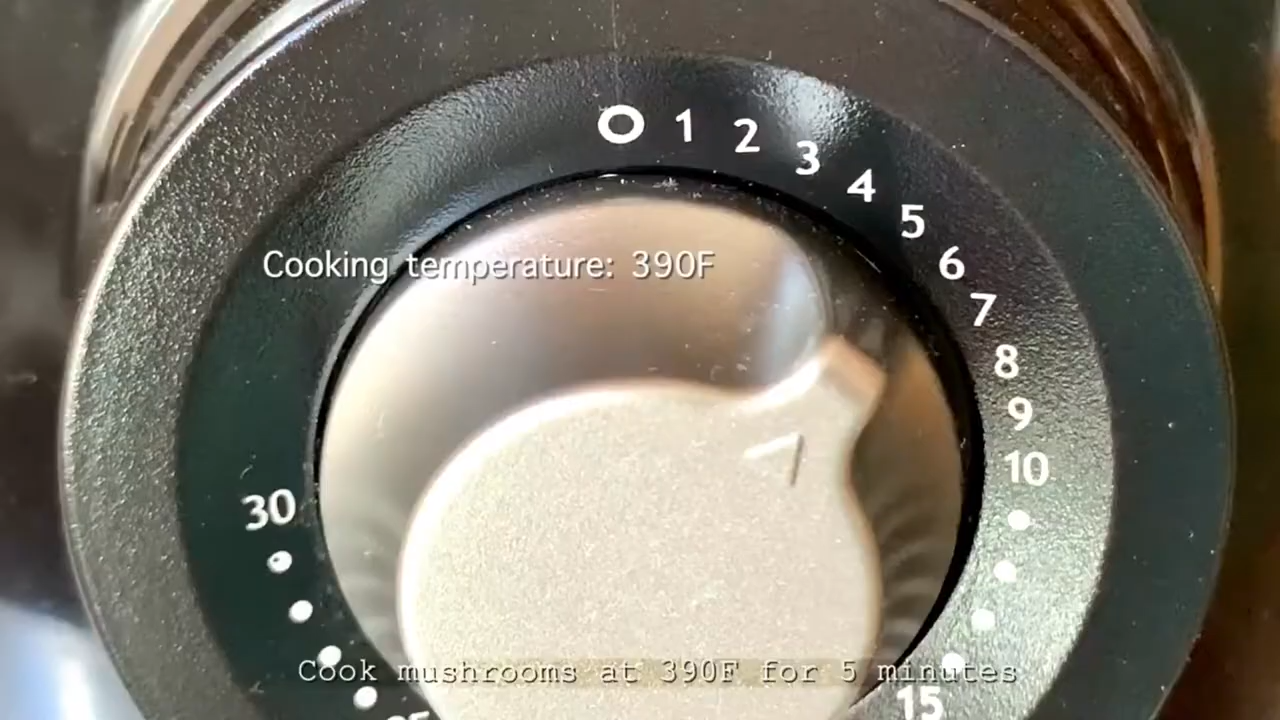 0 1 2 3 4 5 6 7 8 9 10
Cooking temperature: 390F
30
Cook mushrooms at 390F for 5 minutes
15